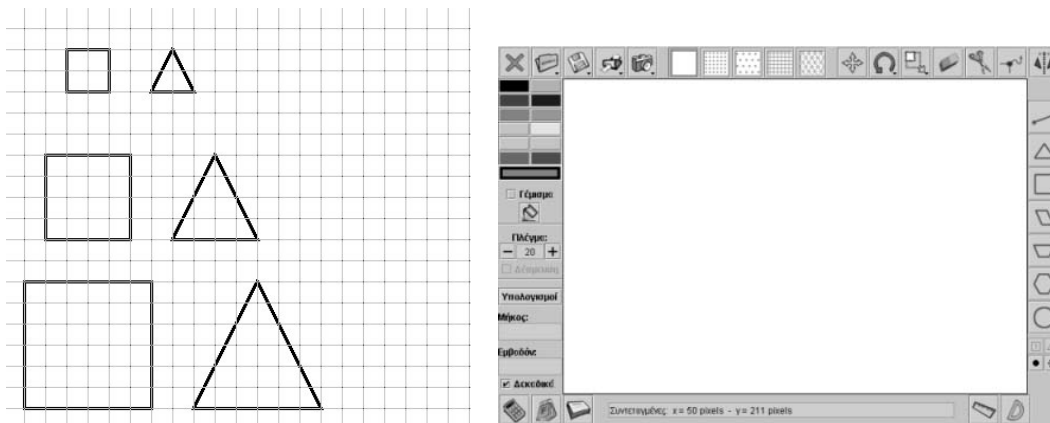 Γέμισμα
Πλέγμα:
− 20 +
Δέσμευση
Υπολογισμοί
Μήκος:
Εμβαδόν:
Δεκαδικά
Συντεταγμένες: x = 50 pixels - y = 211 pixels